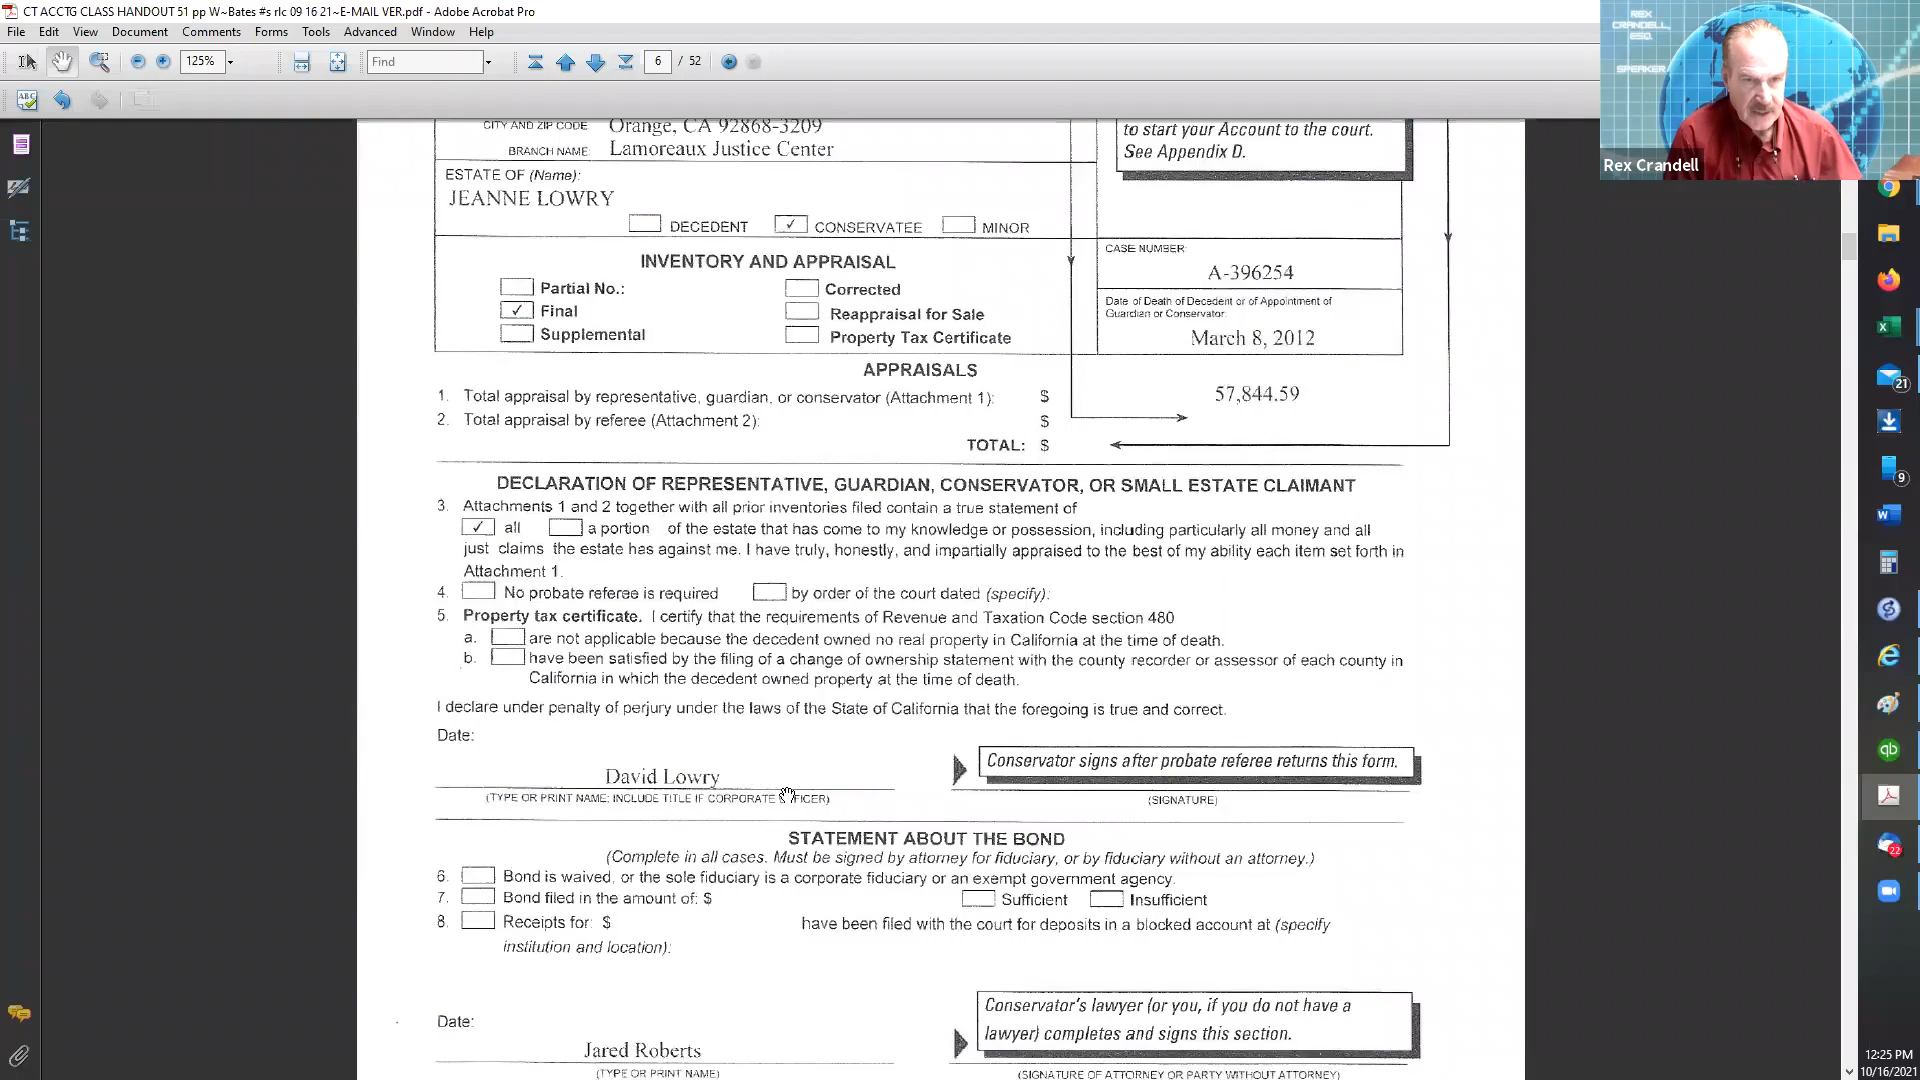 CT ACCTG CLASS HANDOUT 51 pp W~Bates #s rlc 09 16 21~E-MAIL VER.pdf - Adobe Acrobat Pro
File Edit View Document Comments Forms Tools Advanced Window Help
125% Find 6 / 52
REX CRANDELL, ESQ.
SPEAKER
Rex Crandell
CITY AND ZIP CODE: Orange, CA 92868-3209
BRANCH NAME: Lamoreaux Justice Center
to start your Account to the court.
See Appendix D.
ESTATE OF (Name):
JEANNE LOWRY
DECEDENT ✓ CONSERVATEE MINOR
INVENTORY AND APPRAISAL
Partial No.: Corrected
✓ Final Reappraisal for Sale
Supplemental Property Tax Certificate
CASE NUMBER:
A-396254
Date of Death of Decedent or of Appointment of
Guardian or Conservator:
March 8, 2012
APPRAISALS
1. Total appraisal by representative, guardian, or conservator (Attachment 1): $ 57,844.59
2. Total appraisal by referee (Attachment 2): $
TOTAL: $
DECLARATION OF REPRESENTATIVE, GUARDIAN, CONSERVATOR, OR SMALL ESTATE CLAIMANT
3. Attachments 1 and 2 together with all prior inventories filed contain a true statement of
✓ all a portion of the estate that has come to my knowledge or possession, including particularly all money and all
just claims the estate has against me. I have truly, honestly, and impartially appraised to the best of my ability each item set forth in
Attachment 1.
4. No probate referee is required by order of the court dated (specify):
5. Property tax certificate. I certify that the requirements of Revenue and Taxation Code section 480
a. are not applicable because the decedent owned no real property in California at the time of death.
b. have been satisfied by the filing of a change of ownership statement with the county recorder or assessor of each county in
California in which the decedent owned property at the time of death.
I declare under penalty of perjury under the laws of the State of California that the foregoing is true and correct.
Date:
David Lowry
(TYPE OR PRINT NAME; INCLUDE TITLE IF CORPORATE OFFICER)
Conservator signs after probate referee returns this form.
(SIGNATURE)
STATEMENT ABOUT THE BOND
(Complete in all cases. Must be signed by attorney for fiduciary, or by fiduciary without an attorney.)
6. Bond is waived, or the sole fiduciary is a corporate fiduciary or an exempt government agency.
7. Bond filed in the amount of: $ Sufficient Insufficient
8. Receipts for: $ have been filed with the court for deposits in a blocked account at (specify
institution and location):
Conservator's lawyer (or you, if you do not have a
lawyer) completes and signs this section.
Date:
Jared Roberts
(TYPE OR PRINT NAME)
(SIGNATURE OF ATTORNEY OR PARTY WITHOUT ATTORNEY)
21
9
qb
22
12:25 PM
10/16/2021